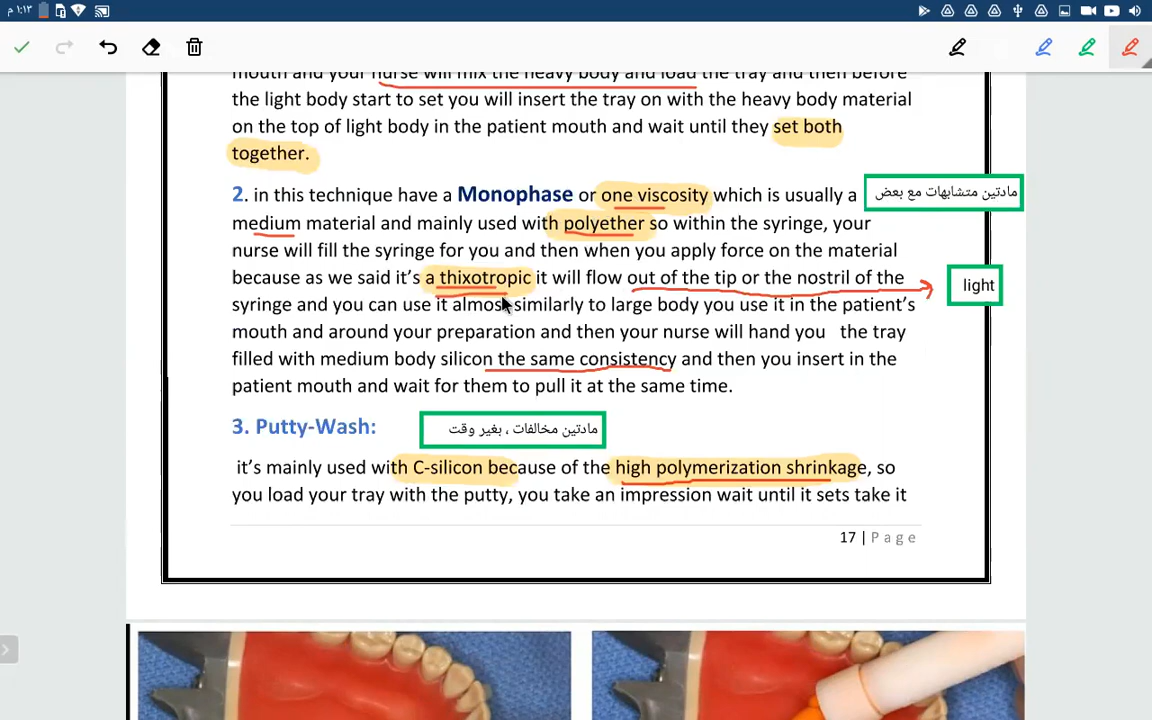 ١:١٣ م
mouth and your nurse will mix the heavy body and load the tray and then before
the light body start to set you will insert the tray on with the heavy body material
on the top of light body in the patient mouth and wait until they set both
together.
2. in this technique have a Monophase or one viscosity which is usually a
مادتين متشابهات مع بعض
medium material and mainly used with polyether so within the syringe, your
nurse will fill the syringe for you and then when you apply force on the material
because as we said it’s a thixotropic it will flow out of the tip or the nostril of the
light
syringe and you can use it almost similarly to large body you use it in the patient’s
mouth and around your preparation and then your nurse will hand you the tray
filled with medium body silicon the same consistency and then you insert in the
patient mouth and wait for them to pull it at the same time.
3. Putty-Wash:
مادتين مخالفات ، بغير وقت
it’s mainly used with C-silicon because of the high polymerization shrinkage, so
you load your tray with the putty, you take an impression wait until it sets take it
17 | Page